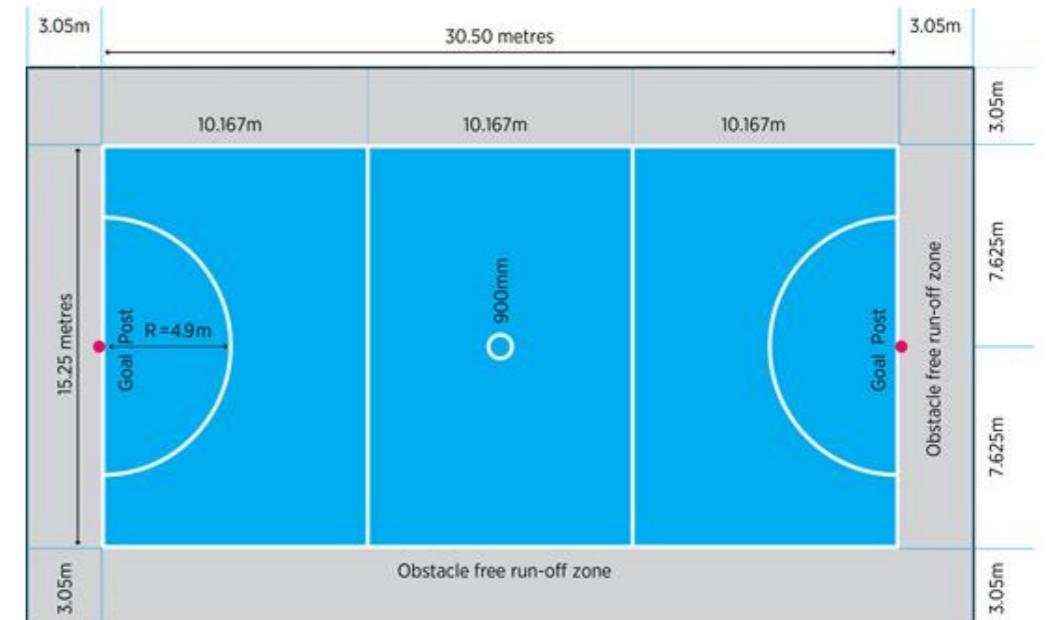 3.05m
30.50 metres
3.05m
3.05m
10.167m
10.167m
10.167m
7.625m
15.25 metres
Goal Post
R=4.9m
900mm
Goal Post
Obstacle free run-off zone
7.625m
Obstacle free run-off zone
3.05m
3.05m